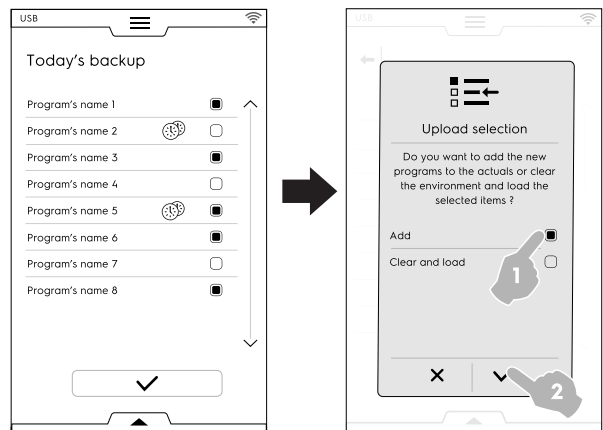 USB
Today's backup
Program's name 1
Program's name 2
Program's name 3
Program's name 4
Program's name 5
Program's name 6
Program's name 7
Program's name 8
USB
Upload selection
Do you want to add the new
programs to the actuals or clear
the environment and load the
selected items ?
Add
1
Clear and load
2